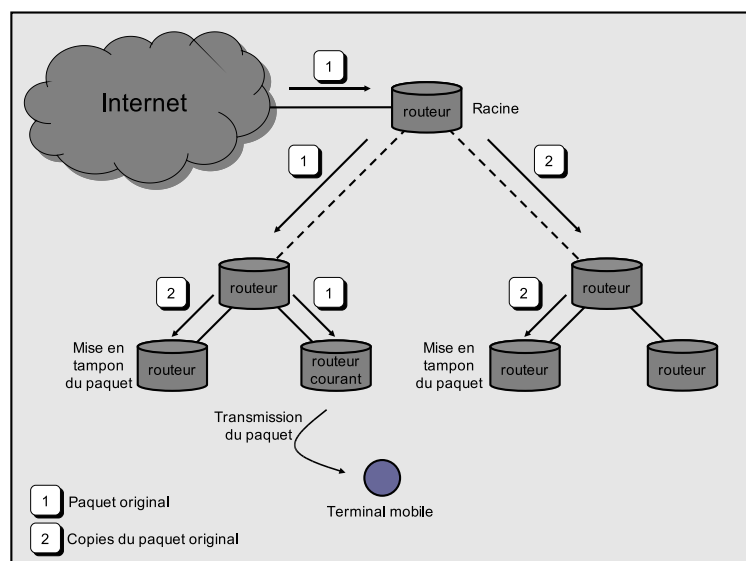 1
Internet
routeur
Racine
1
2
routeur
routeur
2
1
2
Mise en
tampon
du paquet
routeur
routeur
courant
Mise en
tampon
du paquet
routeur
routeur
Transmission
du paquet
Terminal mobile
1 Paquet original
2 Copies du paquet original